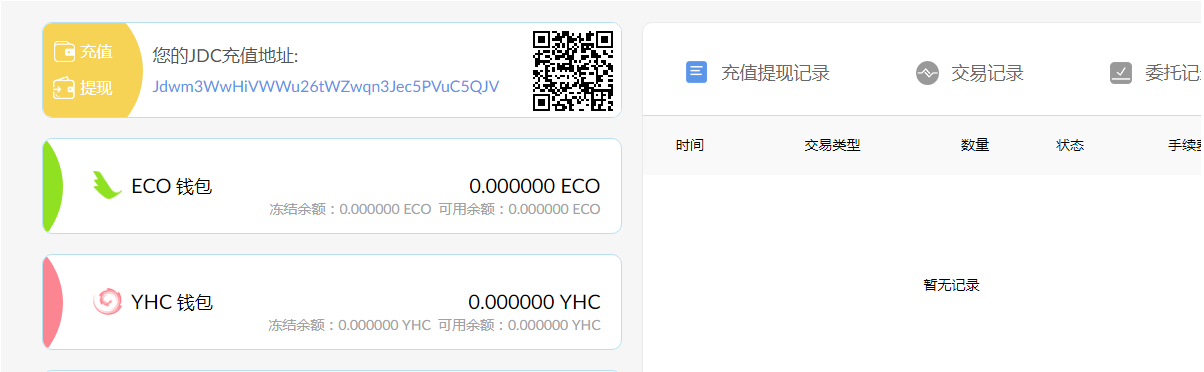 充值
提现
您的JDC充值地址:
Jdwm3WwHiVWWu26tWZwqn3Jec5PVuC5QJV
ECO 钱包
0.000000 ECO
冻结余额：0.000000 ECO 可用余额：0.000000 ECO
YHC 钱包
0.000000 YHC
冻结余额：0.000000 YHC 可用余额：0.000000 YHC
充值提现记录 交易记录 委托记
时间 交易类型 数量 状态 手续
暂无记录